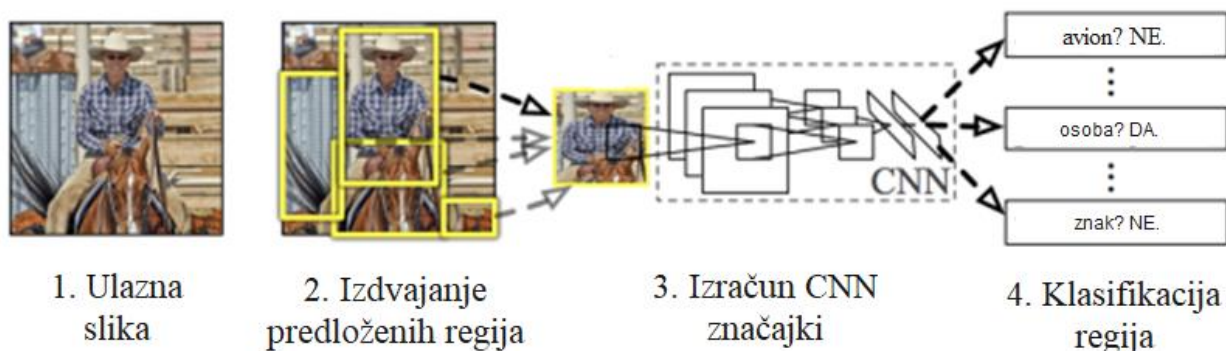 avion? NE.
osoba? DA.
znak? NE.
CNN
1. Ulazna
slika
2. Izdvajanje
predloženih regija
3. Izračun CNN
značajki
4. Klasifikacija
regija